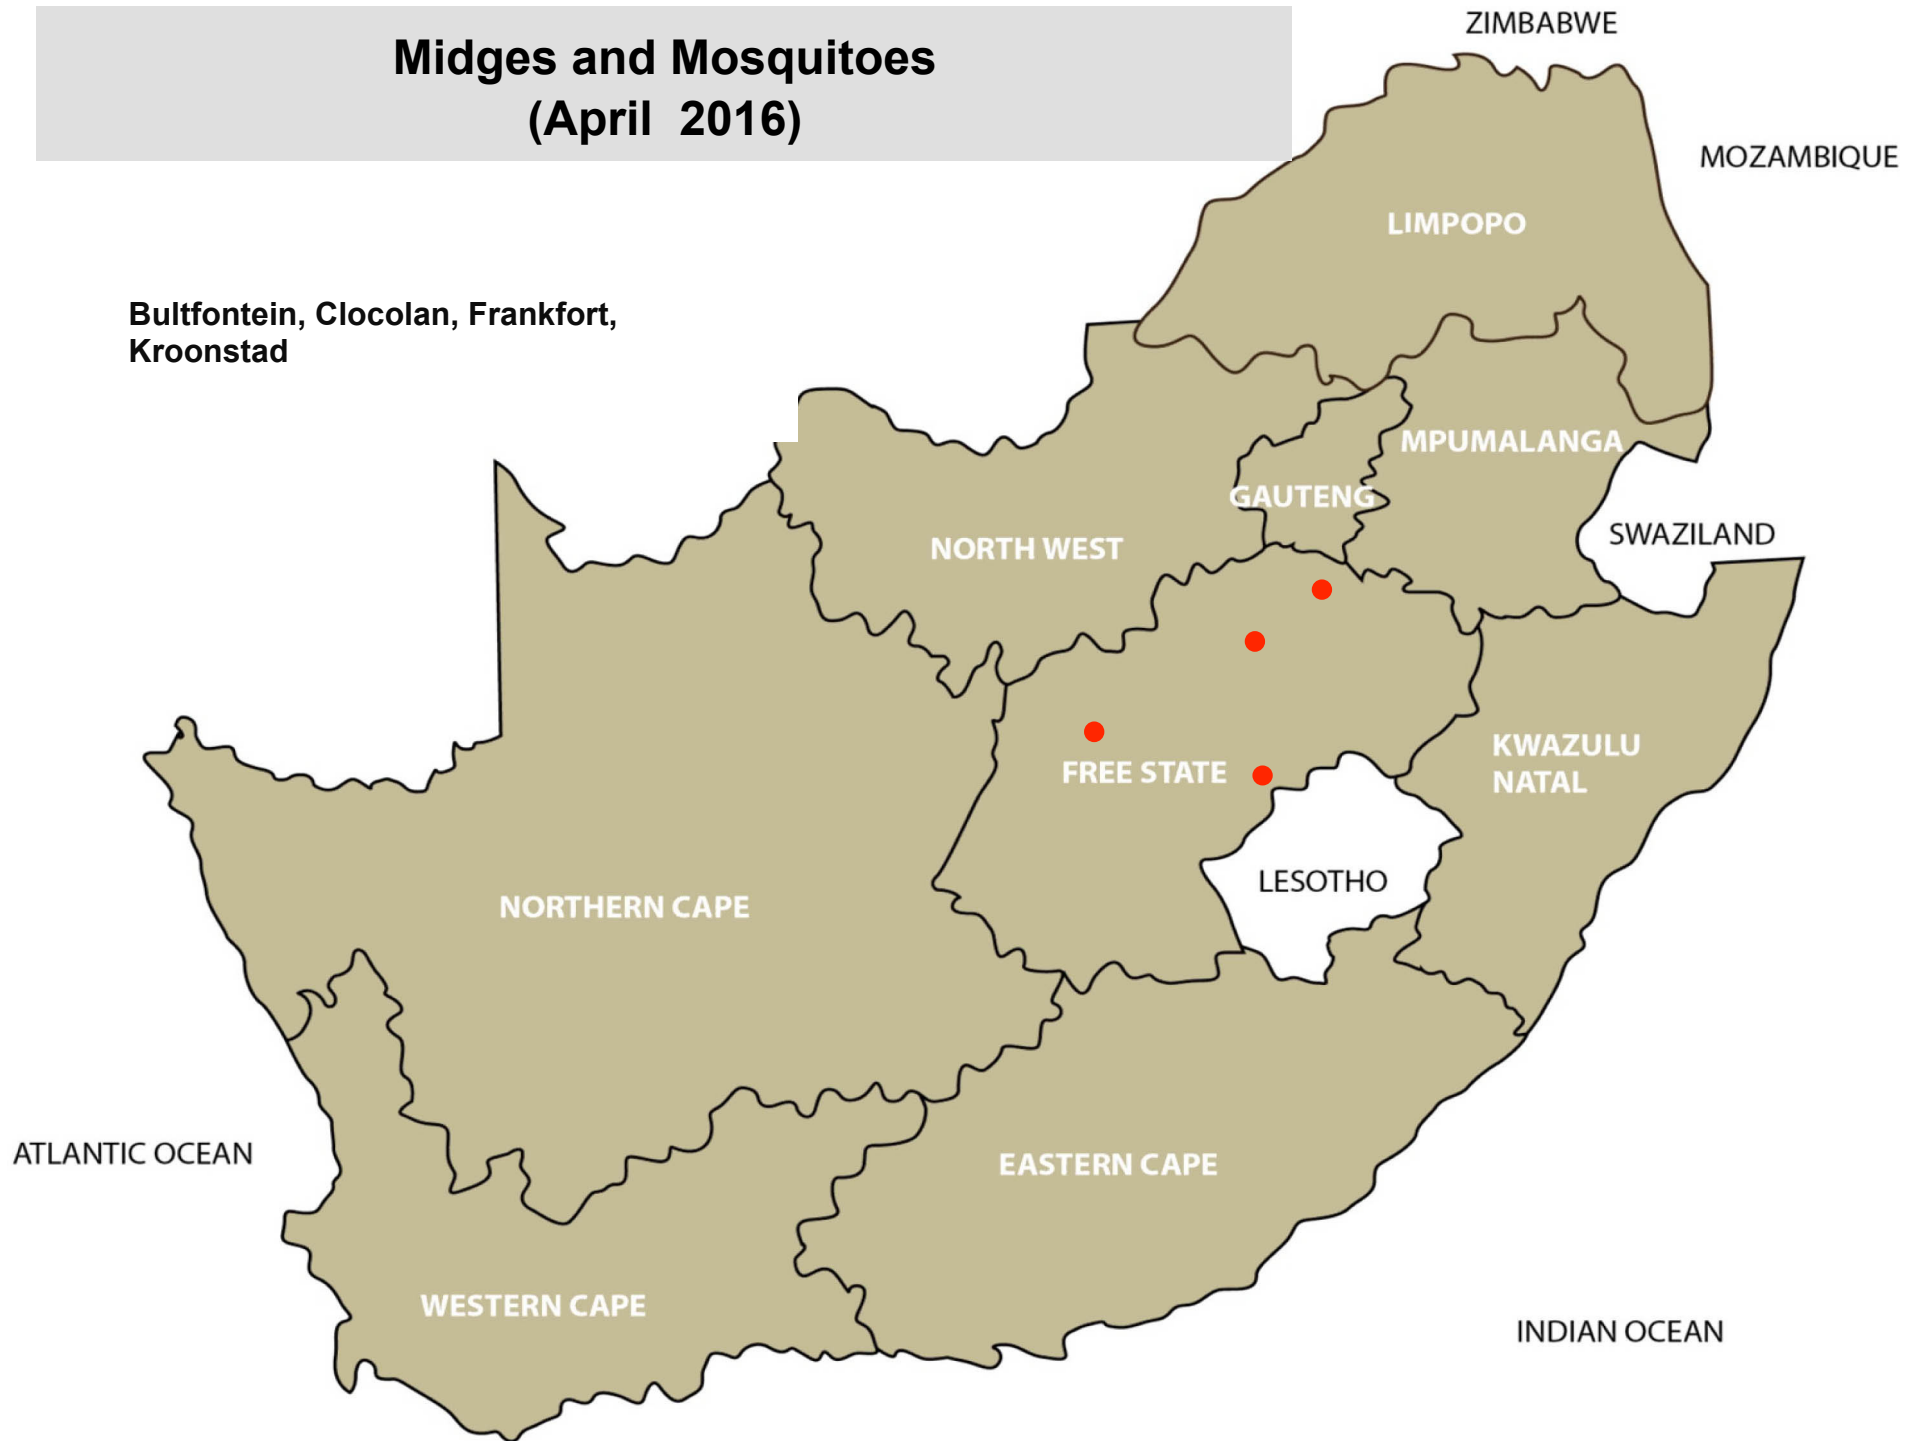 Midges and Mosquitoes
(April 2016)
ZIMBABWE
MOZAMBIQUE
LIMPOPO
Bultfontein, Clocolan, Frankfort,
Kroonstad
MPUMALANGA
GAUTENG
SWAZILAND
NORTH WEST
KWAZULU
NATAL
FREE STATE
LESOTHO
NORTHERN CAPE
ATLANTIC OCEAN
EASTERN CAPE
WESTERN CAPE
INDIAN OCEAN